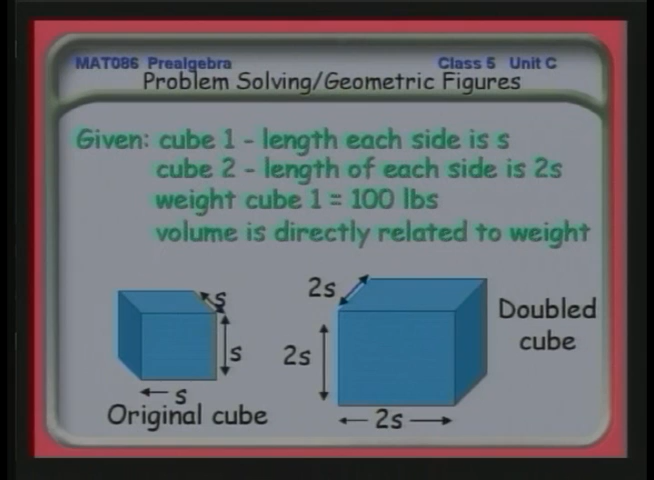 MAT086 Prealgebra Class 5 Unit C
Problem Solving/Geometric Figures
Given: cube 1 - length each side is s
cube 2 - length of each side is 2s
weight cube 1 = 100 lbs
volume is directly related to weight
s
s
s
Original cube
2s
2s
2s
Doubled
cube